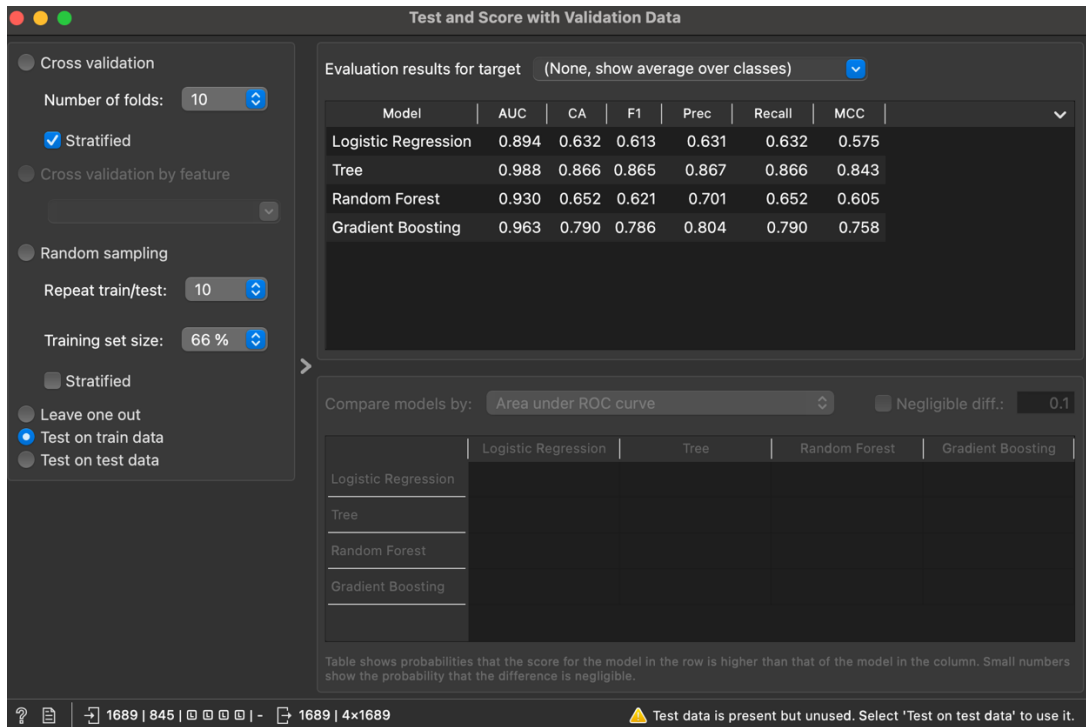 Test and Score with Validation Data
Cross validation
Number of folds: 10
Stratified
Cross validation by feature
Random sampling
Repeat train/test: 10
Training set size: 66 %
Stratified
Leave one out
Test on train data
Test on test data
Evaluation results for target (None, show average over classes)
Model AUC CA F1 Prec Recall MCC
Logistic Regression 0.894 0.632 0.613 0.631 0.632 0.575
Tree 0.988 0.866 0.865 0.867 0.866 0.843
Random Forest 0.930 0.652 0.621 0.701 0.652 0.605
Gradient Boosting 0.963 0.790 0.786 0.804 0.790 0.758
Compare models by: Area under ROC curve Negligible diff.: 0.1
Logistic Regression Tree Random Forest Gradient Boosting
Logistic Regression
Tree
Random Forest
Gradient Boosting
Table shows probabilities that the score for the model in the row is higher than that of the model in the column. Small numbers
show the probability that the difference is negligible.
? 1689 | 845 | | - 1689 | 4×1689 Test data is present but unused. Select 'Test on test data' to use it.